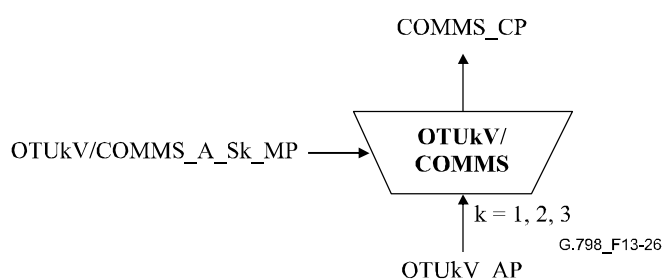 COMMS_CP
OTUkV/COMMS_A_Sk_MP
OTUkV/
COMMS
k = 1, 2, 3
G.798_F13-26
OTUkV_AP